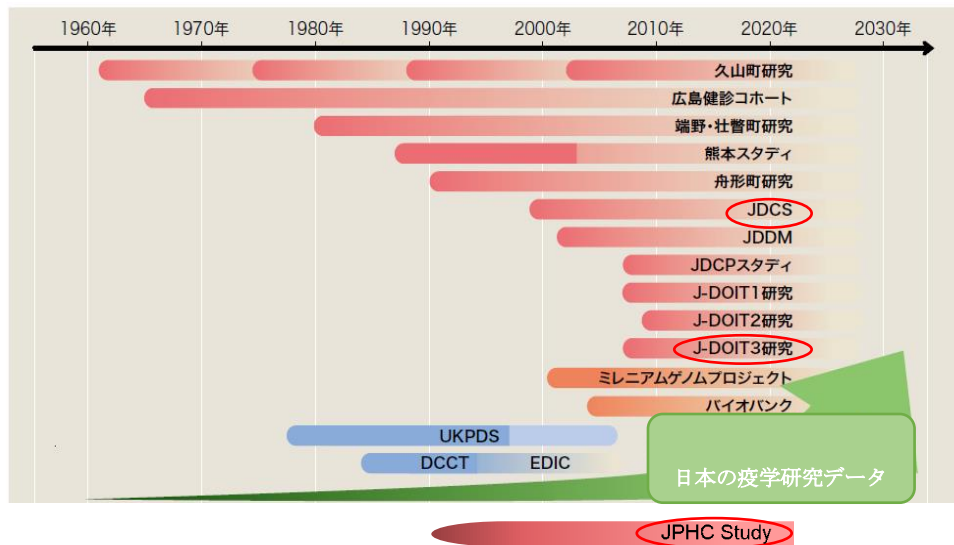 1960年 1970年 1980年 1990年 2000年 2010年 2020年 2030年
久山町研究
広島健診コホート
端野・壮瞥町研究
熊本スタディ
舟形町研究
JDCS
JDDM
JDCPスタディ
J-DOIT1研究
J-DOIT2研究
J-DOIT3研究
ミレニアムゲノムプロジェクト
バイオバンク
UKPDS
DCCT EDIC
日本の疫学研究データ
JPHC Study